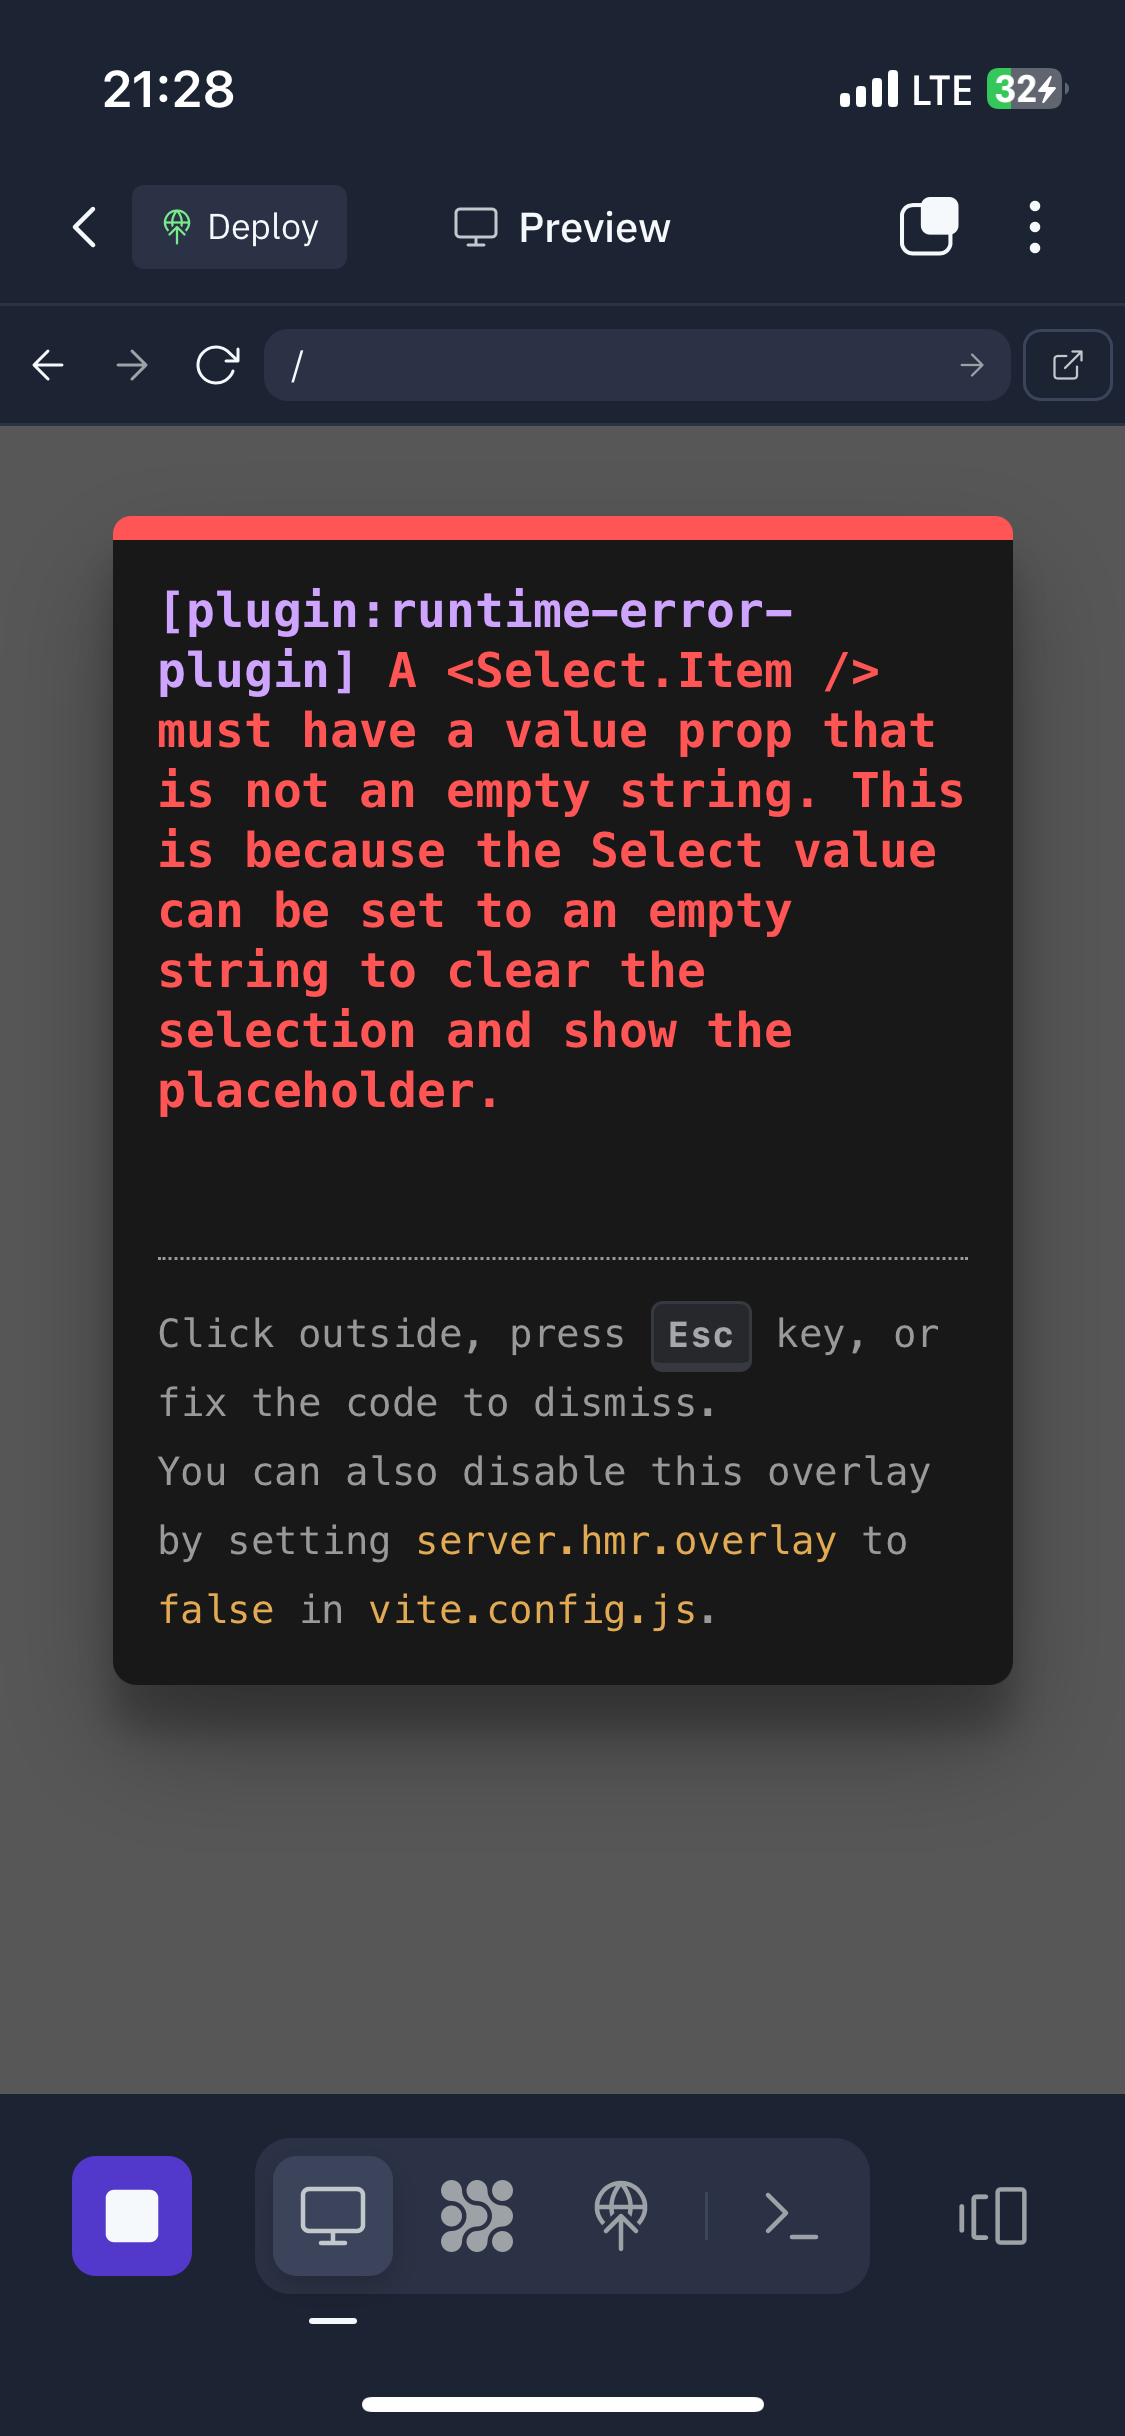 21:28
LTE
32
Deploy
Preview
/
[plugin:runtime-error-
plugin] A <Select.Item />
must have a value prop that
is not an empty string. This
is because the Select value
can be set to an empty
string to clear the
selection and show the
placeholder.
Click outside, press Esc key, or
fix the code to dismiss.
You can also disable this overlay
by setting server.hmr.overlay to
false in vite.config.js.